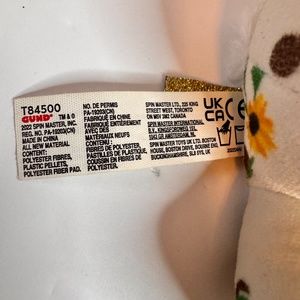 T84500
GUND® TM & ©
2022 SPIN MASTER, INC.
REG. NO. PA-19203(CN)
MADE IN CHINA
ALL NEW MATERIAL
CONTENT:
POLYESTER FIBRES,
PLASTIC PELLETS,
POLYESTER FIBER PAD.
NO. DE PERMIS
PA-19203(CN)
FABRIQUÉ EN CHINE
FABRIQUÉ ENTIÈREMENT
AVEC DES
MATÉRIAUX NEUFS
CONTENU :
FIBRES DE POLYESTER,
PASTILLES DE PLASTIQUE,
COUSSIN EN FIBRES DE
POLYESTER.
SPIN MASTER LTD., 225 KING
STREET WEST, TORONTO
ON M5V 3M2 CANADA
SPIN MASTER INTERNATIONAL
B.V.
SPIN MASTER TOYS UK LTD,
HOUSE, BOSTON DRIVE, BOURNE END
BUCKINGHAMSHIRE, SL8 5YS, UK
UK
CA
CE